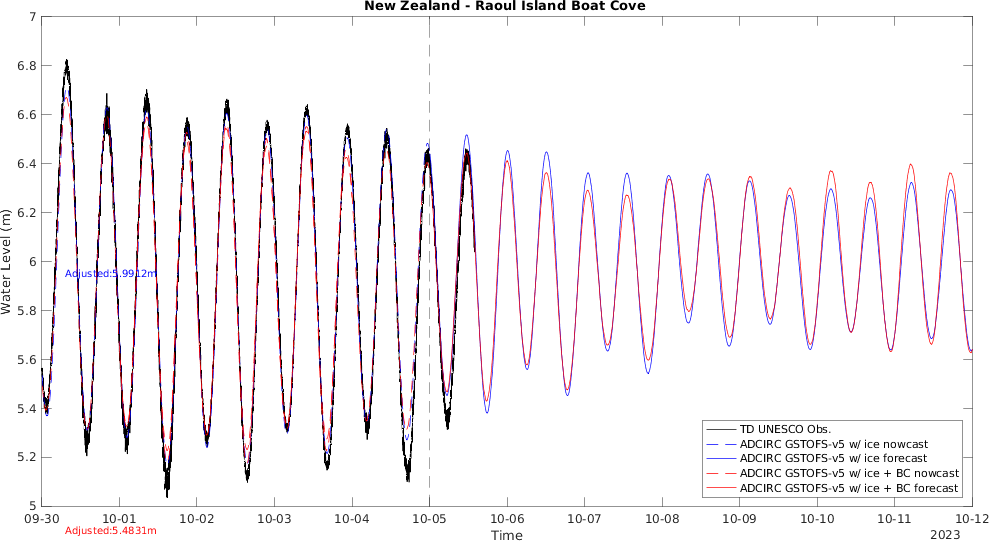 New Zealand - Raoul Island Boat Cove
7
6.8
6.6
6.4
6.2
6
5.8
5.6
5.4
5.2
5
Water Level (m)
Adjusted:5.9912m
TD UNESCO Obs.
ADCIRC GSTOFS-v5 w/ ice nowcast
ADCIRC GSTOFS-v5 w/ ice forecast
ADCIRC GSTOFS-v5 w/ ice + BC nowcast
ADCIRC GSTOFS-v5 w/ ice + BC forecast
09-30 10-01 10-02 10-03 10-04 10-05 10-06 10-07 10-08 10-09 10-10 10-11 10-12
Adjusted:5.4831m
Time
2023